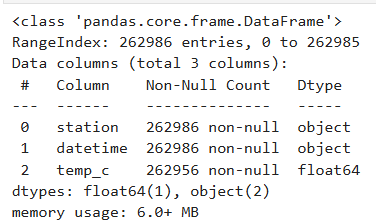 <class 'pandas.core.frame.DataFrame'>
RangeIndex: 262986 entries, 0 to 262985
Data columns (total 3 columns):
 #   Column    Non-Null Count   Dtype
---  ------    --------------   -----
 0   station   262986 non-null  object
 1   datetime  262986 non-null  object
 2   temp_c    262956 non-null  float64
dtypes: float64(1), object(2)
memory usage: 6.0+ MB